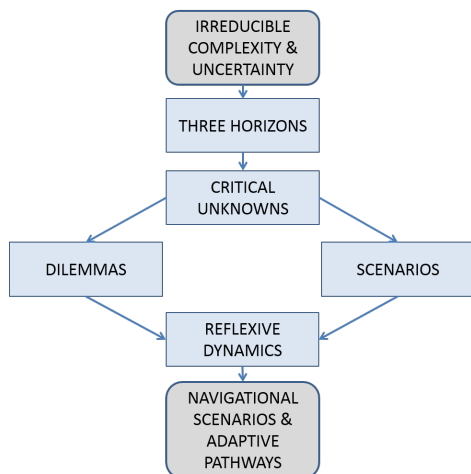 IRREDUCIBLE
COMPLEXITY &
UNCERTAINTY
THREE HORIZONS
CRITICAL
UNKNOWNS
DILEMMAS
SCENARIOS
REFLEXIVE
DYNAMICS
NAVIGATIONAL
SCENARIOS &
ADAPTIVE
PATHWAYS